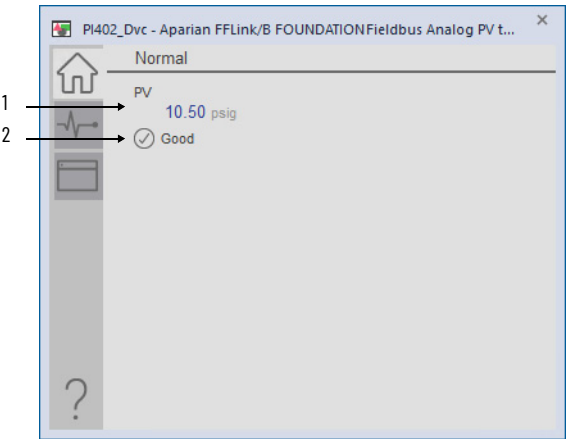 PI402_Dvc - Aparian FFLink/B FOUNDATION Fieldbus Analog PV t...
Normal
PV
1
10.50 psig
2
Good
?